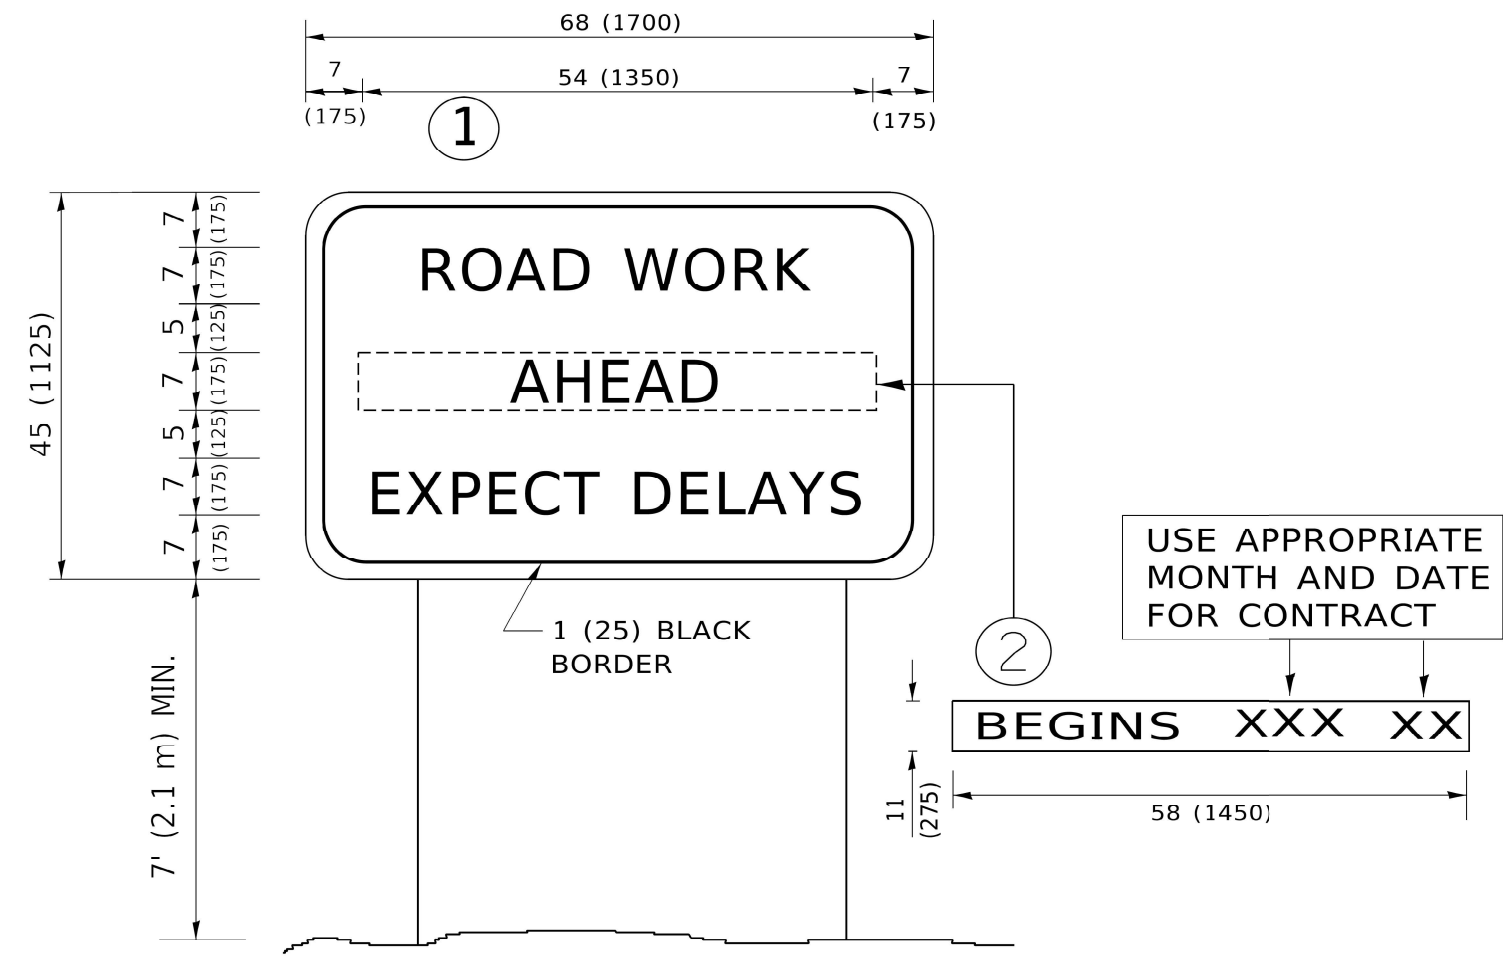 68 (1700)
7
54 (1350)
7
(175)
(175)
1
7
(175)
7
(175)
5
(125)
7
(175)
5
(125)
7
(175)
7
(175)
45 (1125)
ROAD WORK
AHEAD
EXPECT DELAYS
1 (25) BLACK
BORDER
7' (2.1 m) MIN.
USE APPROPRIATE
MONTH AND DATE
FOR CONTRACT
2
BEGINS XXX XX
11
(275)
58 (1450)